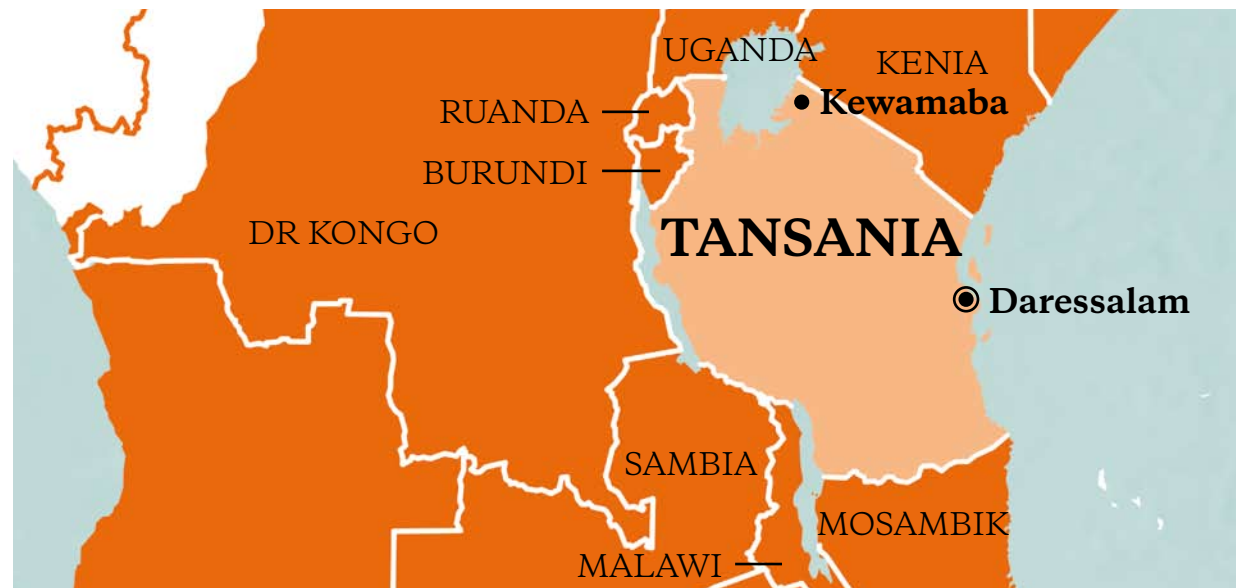 UGANDA
KENIA
Kewamaba
RUANDA
BURUNDI
DR KONGO
TANSANIA
Daressalam
SAMBIA
MOSAMBIK
MALAWI